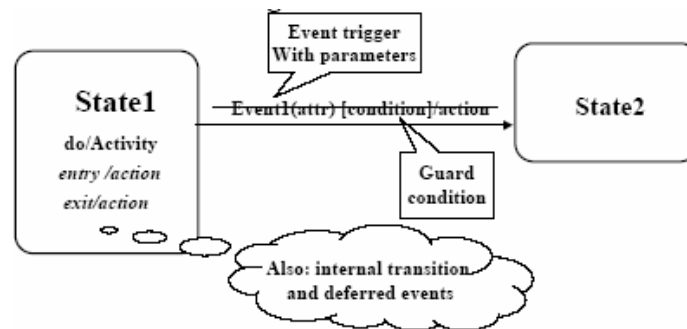 Event trigger
With parameters
State1
Event1(attr) [condition]/action
State2
do/Activity
entry /action
exit/action
Guard
condition
Also: internal transition
and deferred events